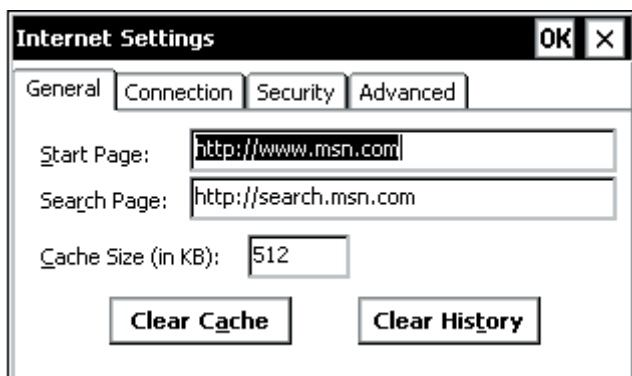 Internet Settings OK ×
General Connection Security Advanced
Start Page: http://www.msn.com
Search Page: http://search.msn.com
Cache Size (in KB): 512
Clear Cache Clear History